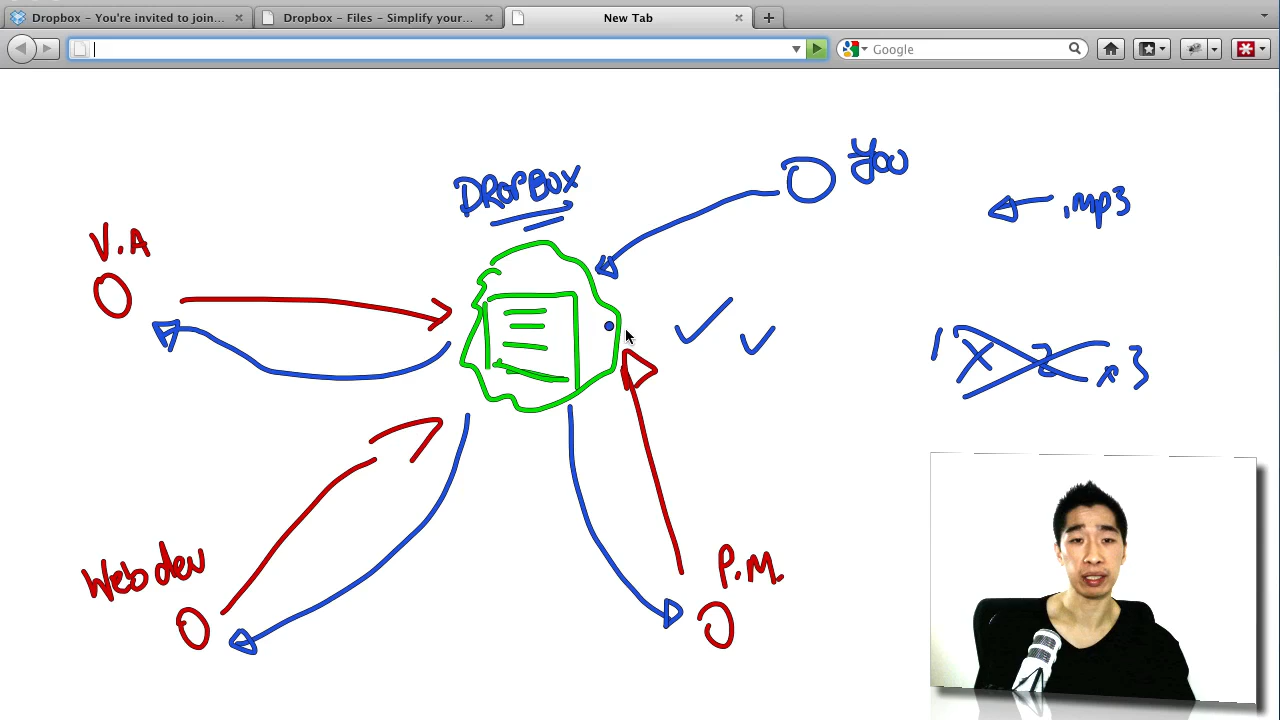 Dropbox – You're invited to join...
Dropbox – Files – Simplify your...
New Tab
Google
You
DROPBOX
.mp3
V.A
1 X 2 x 3
Web dev
P.M.